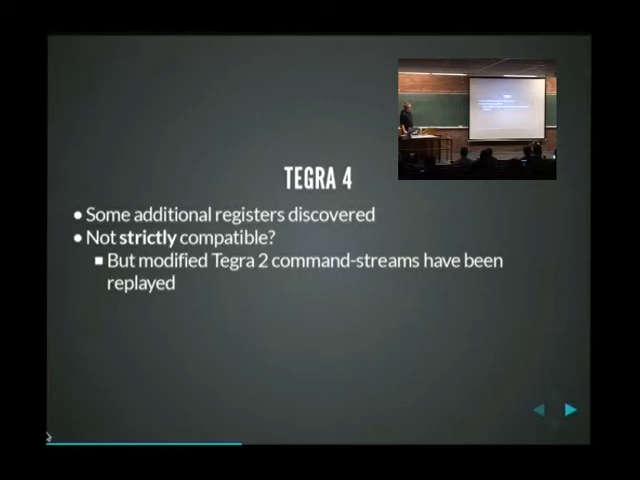 TEGRA 4
● Some additional registers discovered
● Not strictly compatible?
■ But modified Tegra 2 command-streams have been
replayed